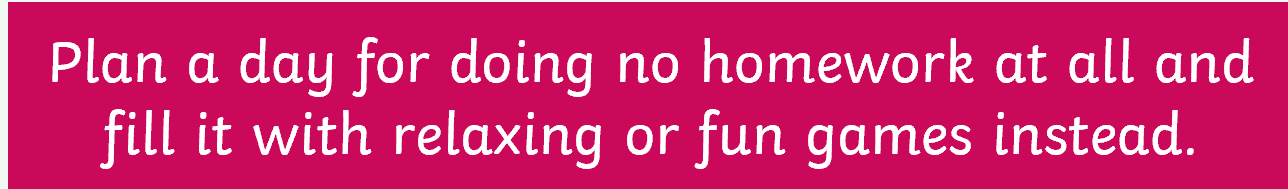 Plan a day for doing no homework at all and
fill it with relaxing or fun games instead.